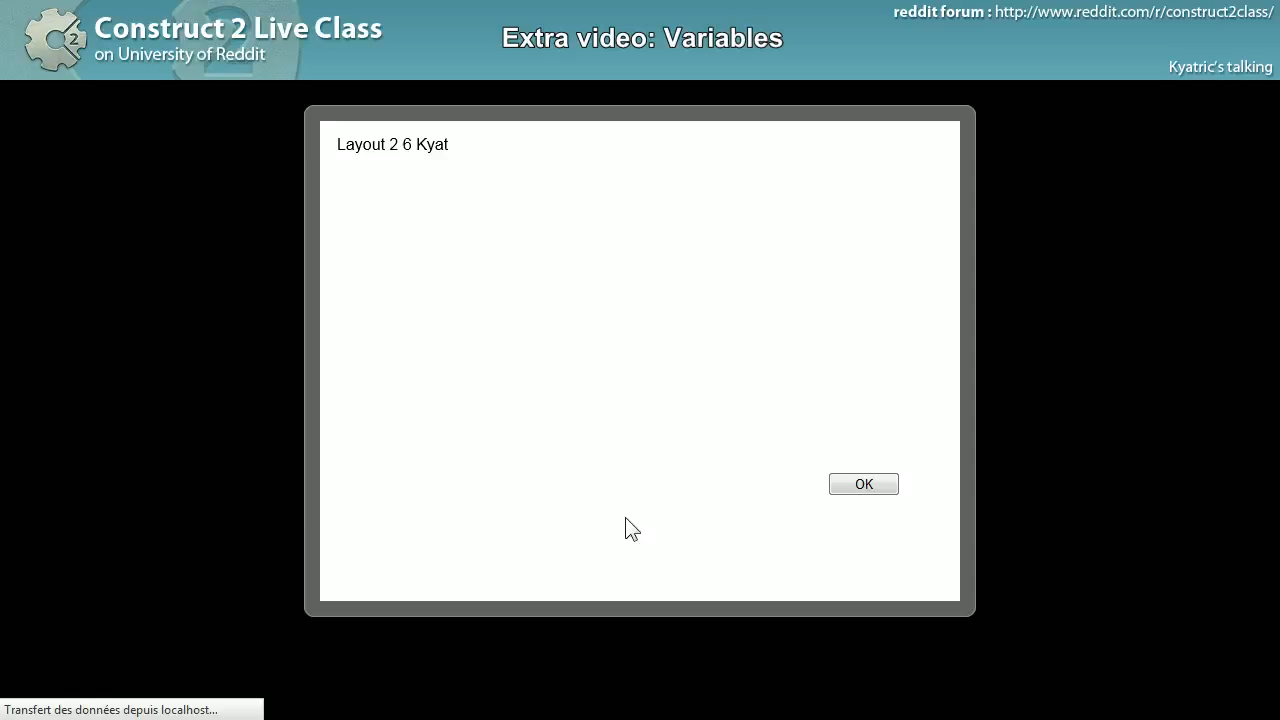 Construct 2 Live Class
on University of Reddit
Extra video: Variables
reddit forum : http://www.reddit.com/r/construct2class/
Kyatric's talking
2
Layout 2 6 Kyat
OK
Transfert des données depuis localhost...